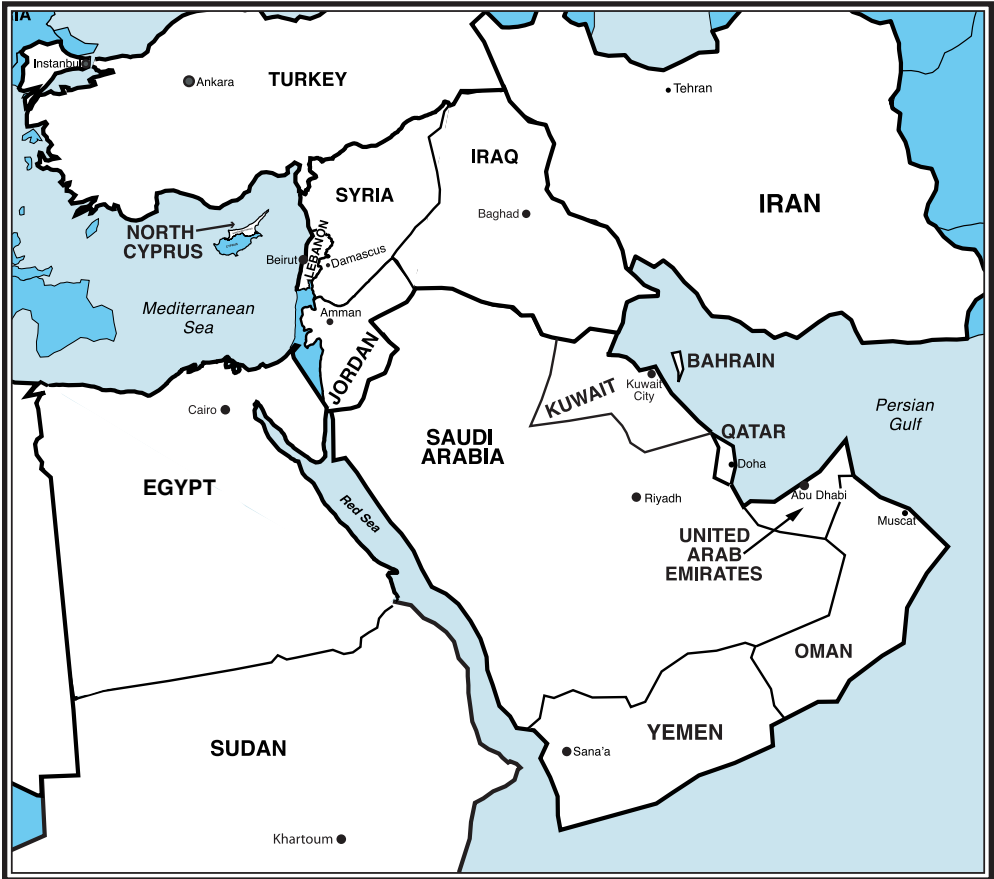 IA
Instanbul
Ankara
TURKEY
Tehran
IRAQ
SYRIA
Baghad
IRAN
NORTH
CYPRUS
LEBANON
Beirut
Damascus
Mediterranean
Sea
Amman
JORDAN
BAHRAIN
Kuwait
City
KUWAIT
Persian
Gulf
Cairo
SAUDI
ARABIA
QATAR
Doha
EGYPT
Red Sea
Riyadh
Abu Dhabi
Muscat
UNITED
ARAB
EMIRATES
OMAN
YEMEN
SUDAN
Sana'a
Khartoum